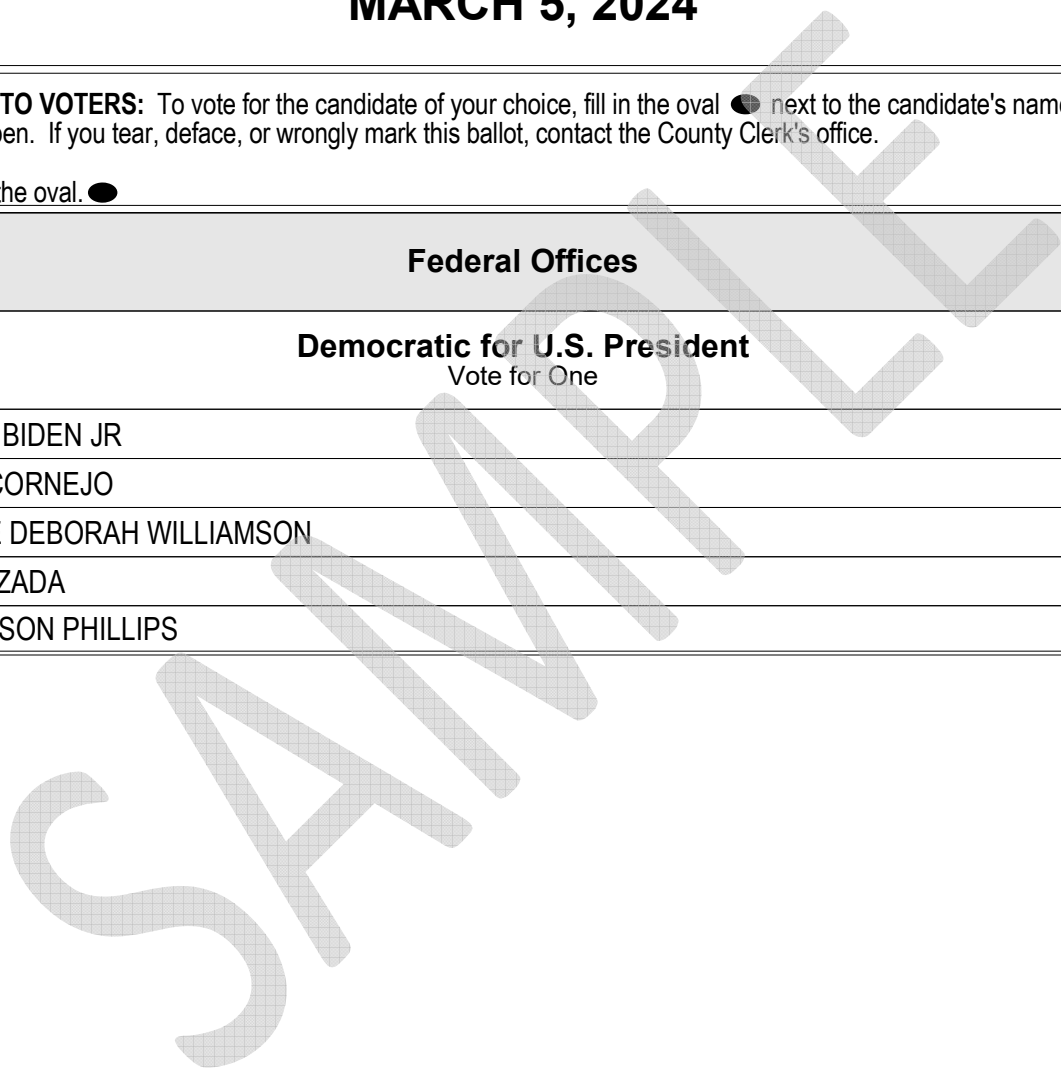 MARCH 5, 2024
TO VOTERS: To vote for the candidate of your choice, fill in the oval next to the candidate's name
pen. If you tear, deface, or wrongly mark this ballot, contact the County Clerk's office.
the oval.
Federal Offices
Democratic for U.S. President
Vote for One
BIDEN JR
CORNEJO
DEBORAH WILLIAMSON
ZADA
SON PHILLIPS
SAMPLE